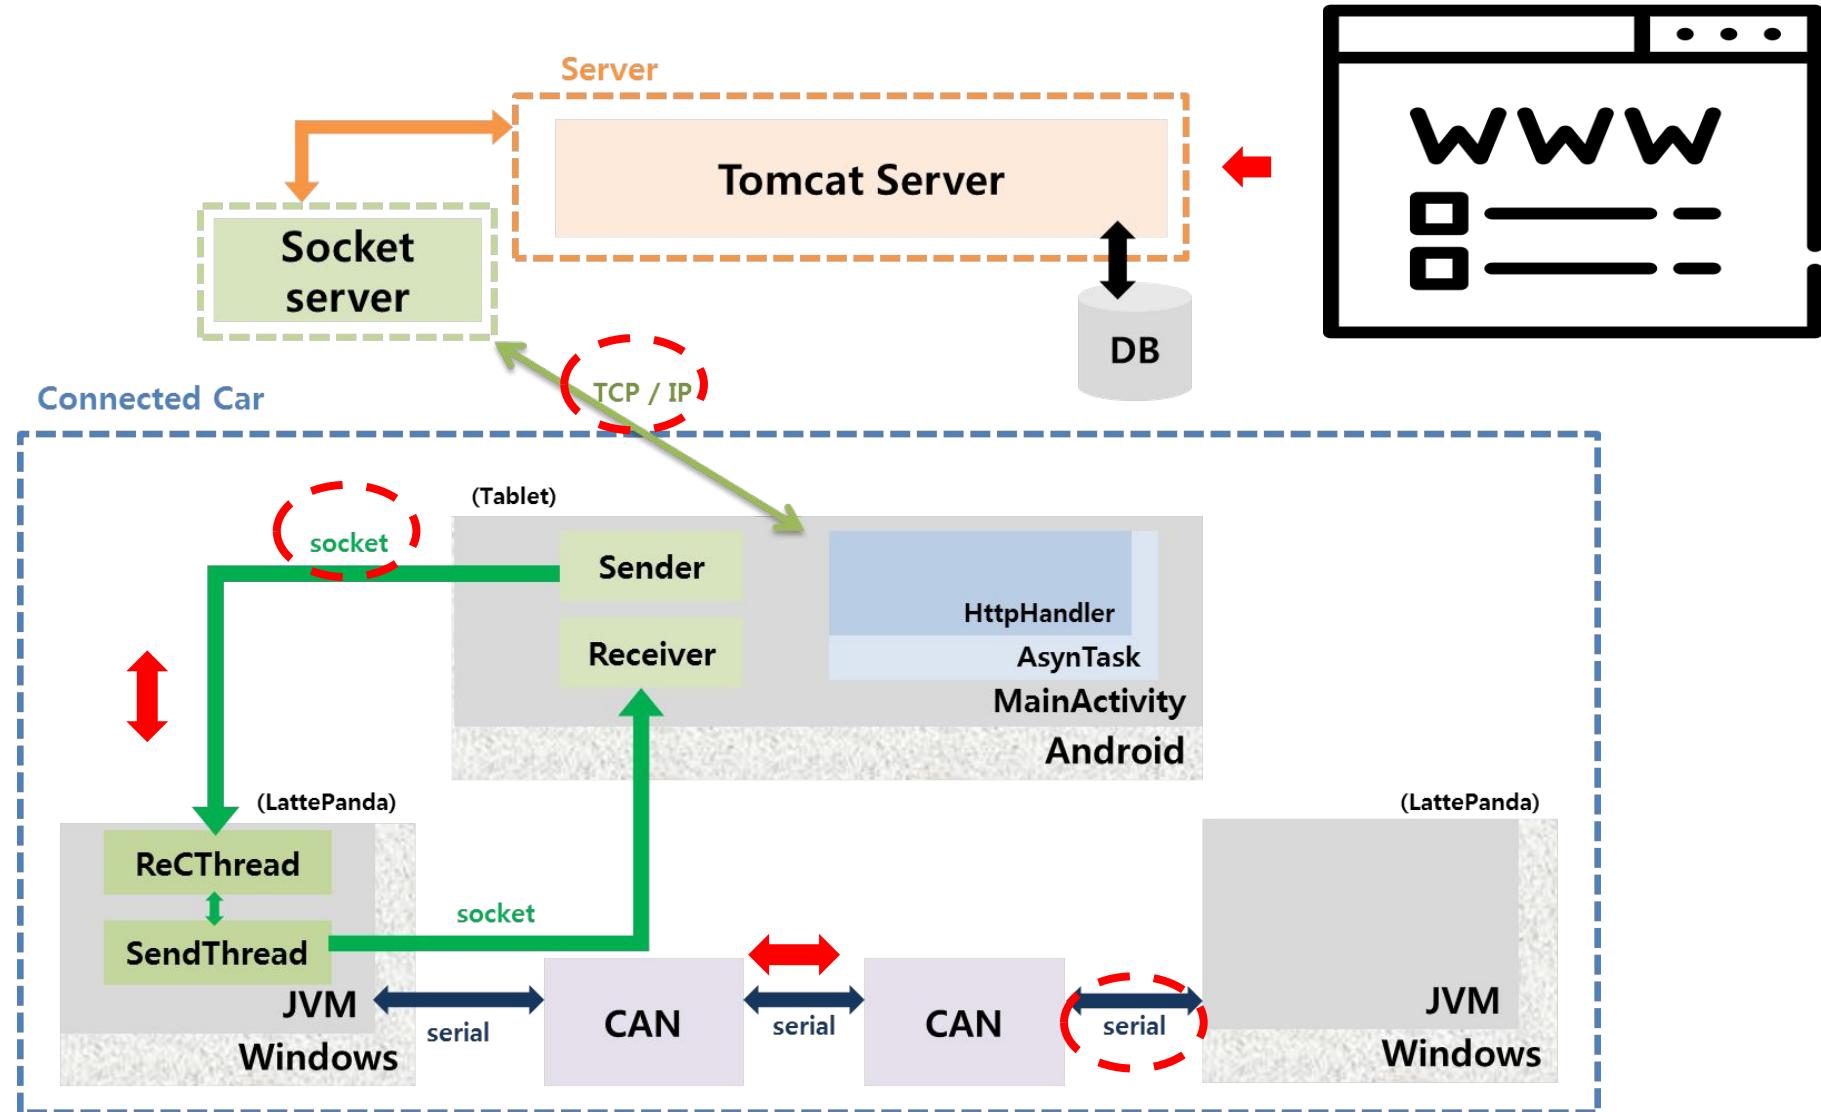 Server
WWW
Tomcat Server
Socket
server
DB
TCP / IP
Connected Car
(Tablet)
socket
Sender
HttpHandler
Receiver
AsynTask
MainActivity
Android
(LattePanda)
(LattePanda)
ReCThread
socket
SendThread
JVM
serial
CAN
serial
CAN
serial
JVM
Windows
Windows